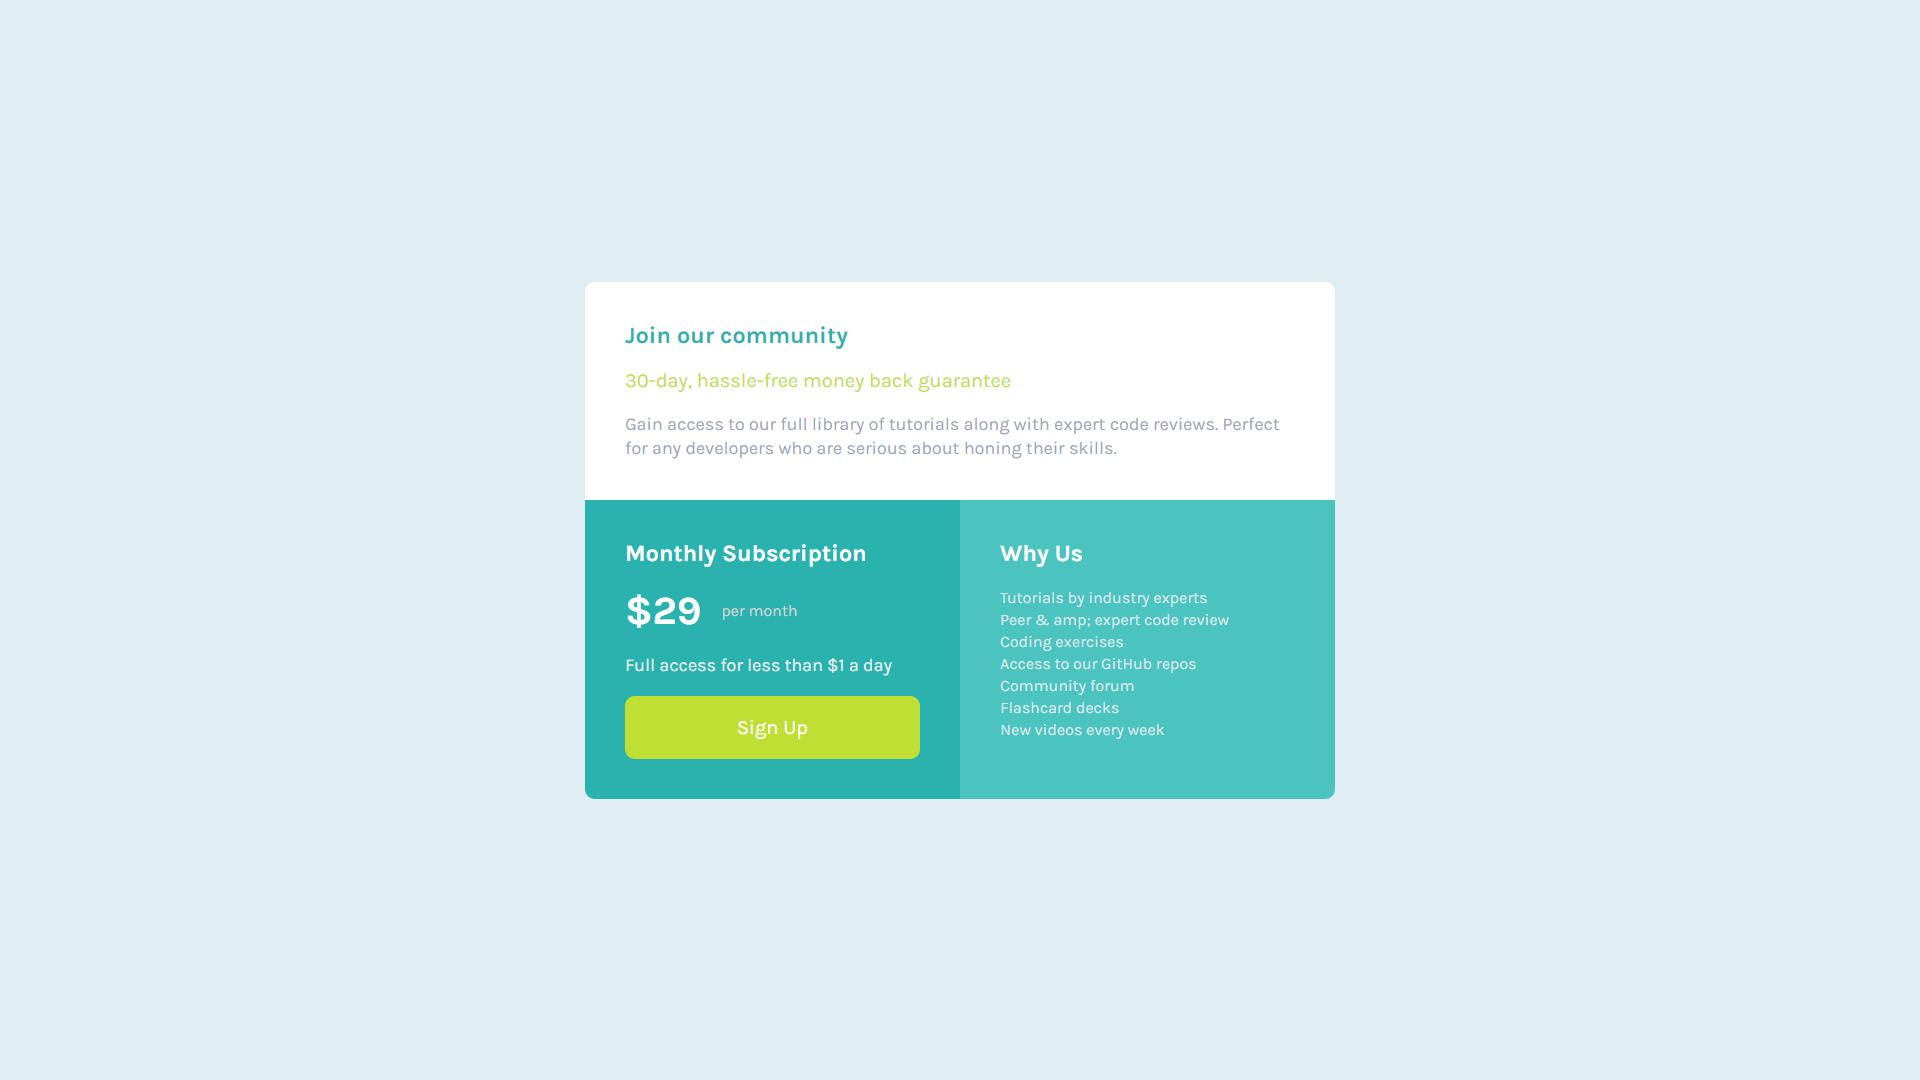 Join our community
30-day, hassle-free money back guarantee
Gain access to our full library of tutorials along with expert code reviews. Perfect
for any developers who are serious about honing their skills.
Monthly Subscription
$29 per month
Full access for less than $1 a day
Sign Up
Why Us
Tutorials by industry experts
Peer & amp; expert code review
Coding exercises
Access to our GitHub repos
Community forum
Flashcard decks
New videos every week